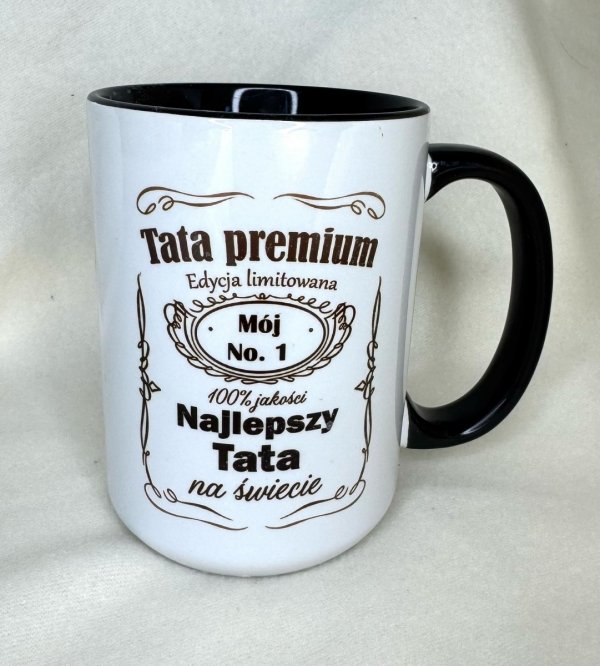 Tata premium
Edycja limitowana
Mój
No. 1
100% jakości
Najlepszy
Tata
na świecie